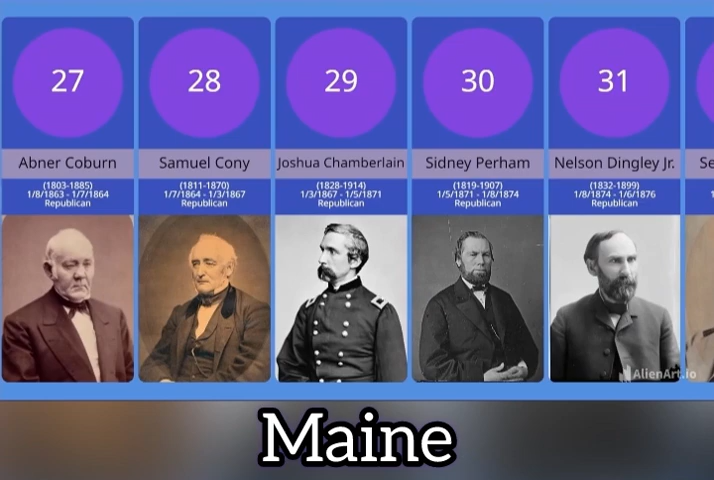 27
28
29
30
31
Abner Coburn
Samuel Cony
Joshua Chamberlain
Sidney Perham
Nelson Dingley Jr.
Se
(1803-1885)
1/8/1863 - 1/7/1864
Republican
(1811-1870)
1/7/1864 - 1/3/1867
Republican
(1828-1914)
1/3/1867 - 1/5/1871
Republican
(1819-1907)
1/5/1871 - 1/8/1874
Republican
(1832-1899)
1/8/1874 - 1/6/1876
Republican
AlienArt.io
Maine